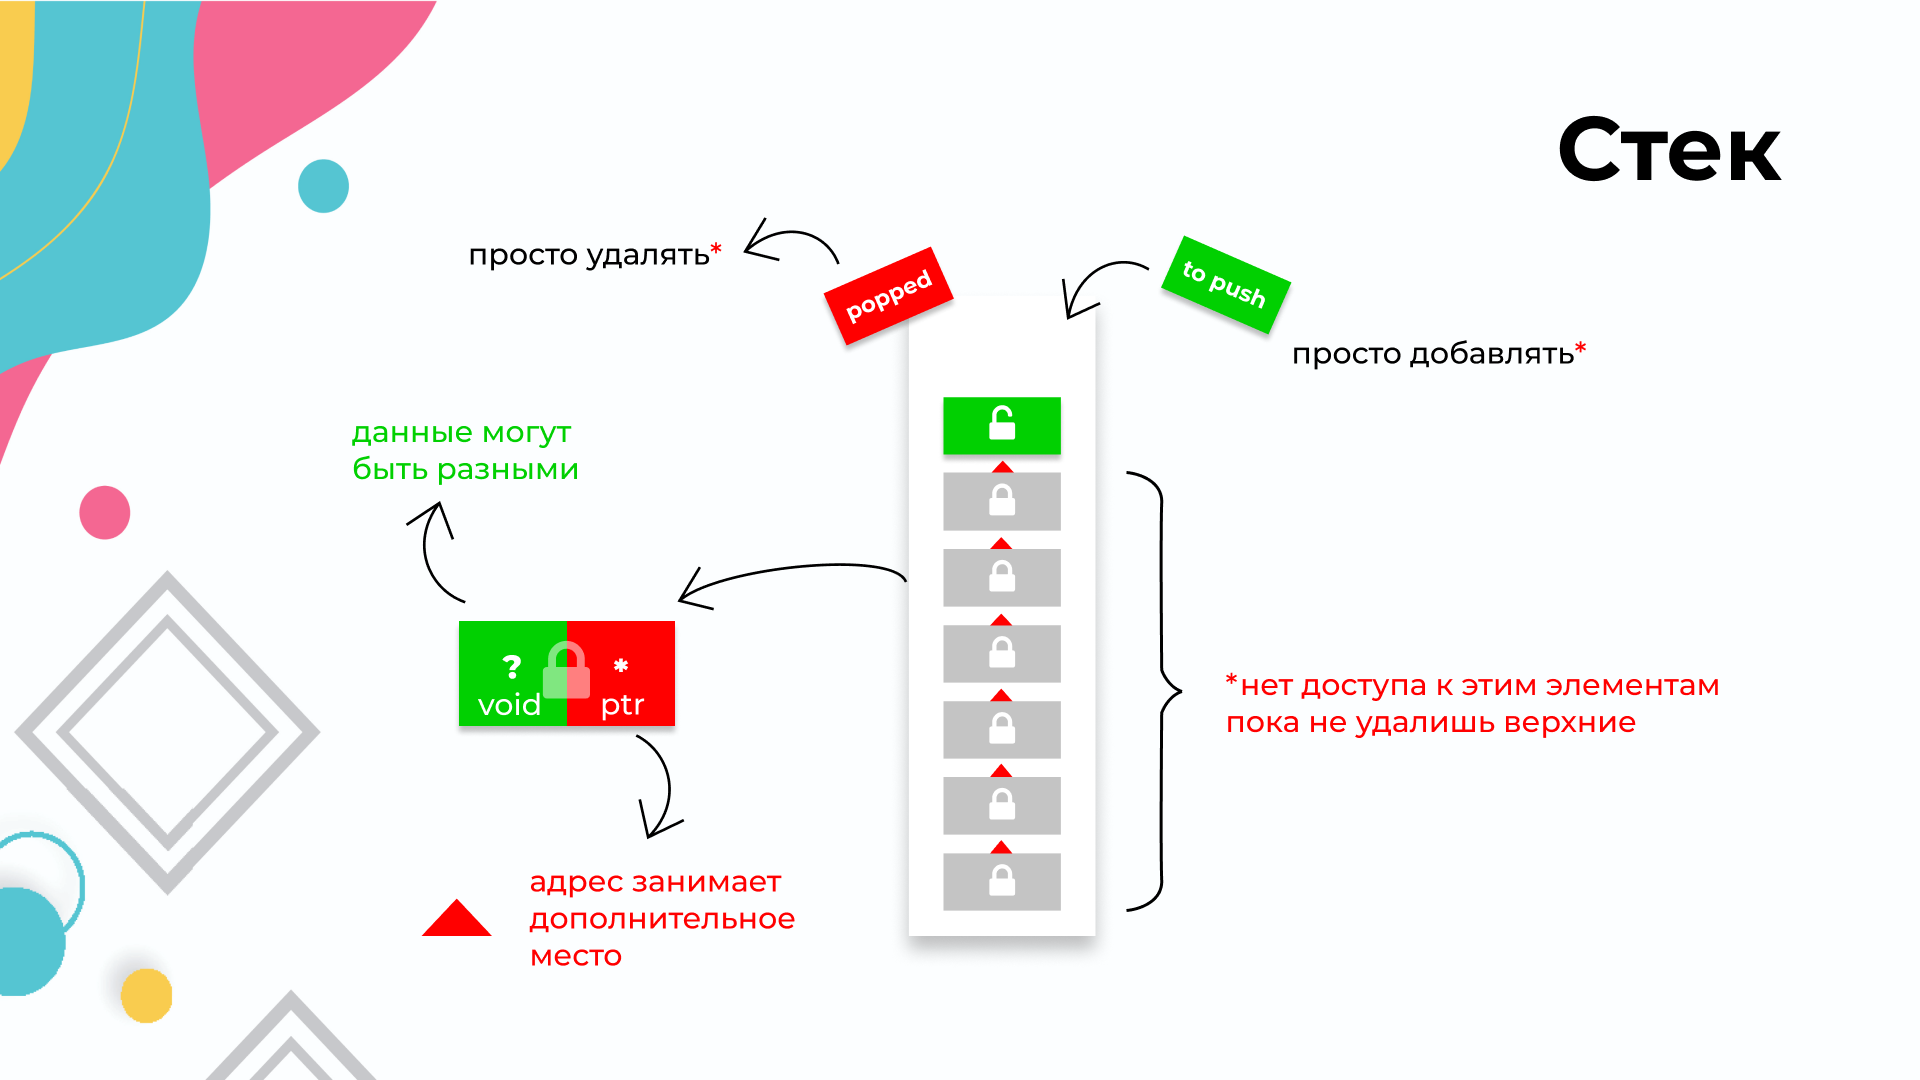 Стек
просто удалять*
popped
to push
просто добавлять*
данные могут
быть разными
? *
void ptr
*нет доступа к этим элементам
пока не удалишь верхние
адрес занимает
дополнительное
место